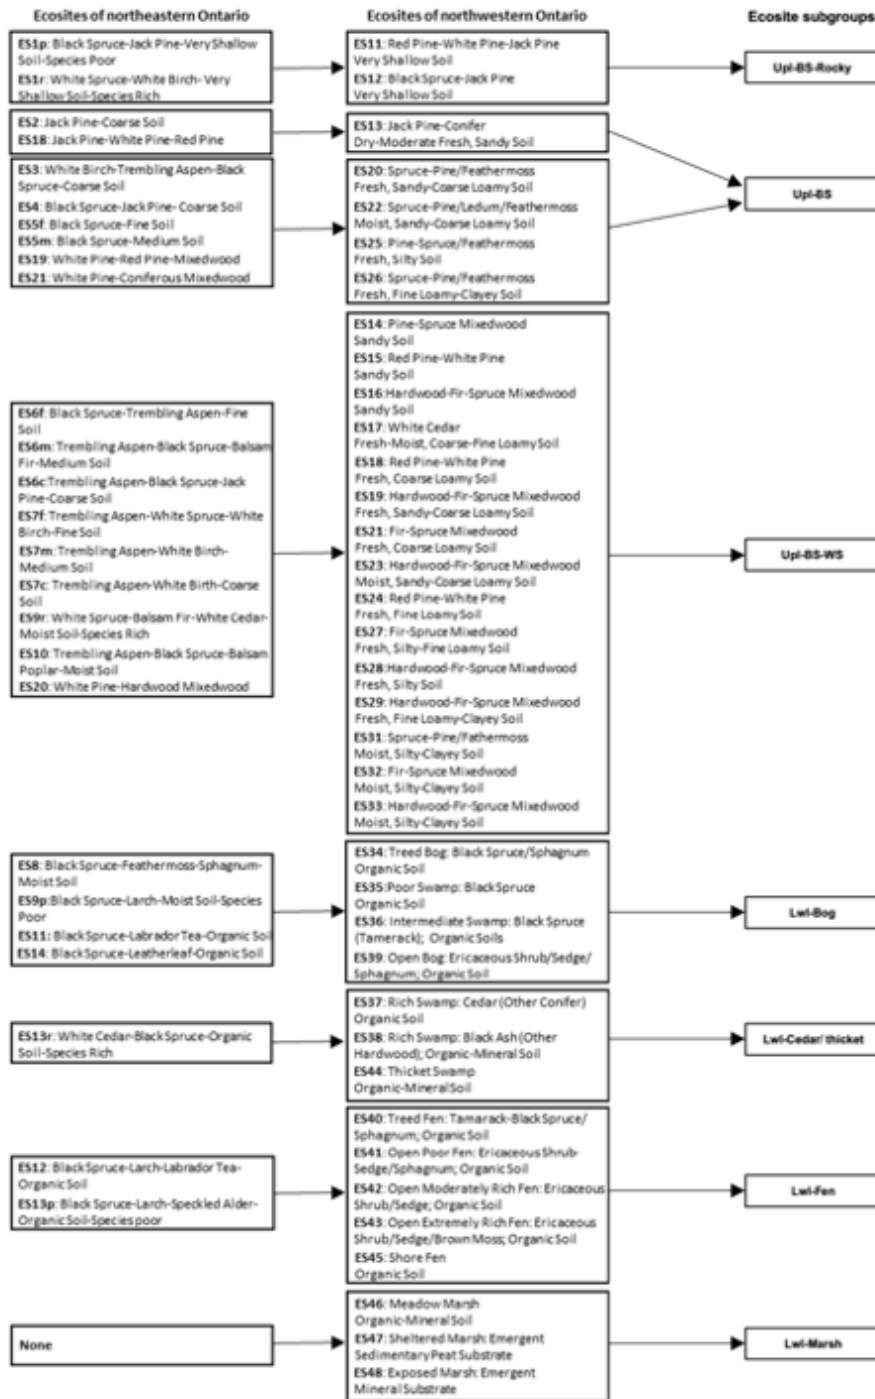 Ecosites of northeastern Ontario
Ecosites of northwestern Ontario
Ecosite subgroups
ES1p: Black Spruce-Jack Pine-Very Shallow
Soil-Species Poor
ES1r: White Spruce-White Birch- Very
Shallow Soil-Species Rich
ES11: Red Pine-White Pine-Jack Pine
Very Shallow Soil
ES12: Black Spruce-Jack Pine
Very Shallow Soil
Upl-BS-Rocky
ES2: Jack Pine-Coarse Soil
ES18: Jack Pine-White Pine-Red Pine
ES13: Jack Pine-Conifer
Dry-Moderate Fresh, Sandy Soil
ES3: White Birch-Trembling Aspen-Black
Spruce-Coarse Soil
ES4: Black Spruce-Jack Pine- Coarse Soil
ES5f: Black Spruce-Fine Soil
ES5m: Black Spruce-Medium Soil
ES19: White Pine-Red Pine-Mixedwood
ES21: White Pine-Coniferous Mixedwood
ES20: Spruce-Pine/Feathermoss
Fresh, Sandy-Coarse Loamy Soil
ES22: Spruce-Pine/Ledum/Feathermoss
Moist, Sandy-Coarse Loamy Soil
ES25: Pine-Spruce/Feathermoss
Fresh, Silty Soil
ES26: Spruce-Pine/Feathermoss
Fresh, Fine Loamy-Clayey Soil
Upl-BS
ES6f: Black Spruce-Trembling Aspen-Fine
Soil
ES6m: Trembling Aspen-Black Spruce-Balsam
Fir-Medium Soil
ES6c:Trembling Aspen-Black Spruce-Jack
Pine-Coarse Soil
ES7f: Trembling Aspen-White Spruce-White
Birch-Fine Soil
ES7m: Trembling Aspen-White Birch-
Medium Soil
ES7c: Trembling Aspen-White Birth-Coarse
Soil
ES9r: White Spruce-Balsam Fir-White Cedar-
Moist Soil-Species Rich
ES10: Trembling Aspen-Black Spruce-Balsam
Poplar-Moist Soil
ES20: White Pine-Hardwood Mixedwood
ES14: Pine-Spruce Mixedwood
Sandy Soil
ES15: Red Pine-White Pine
Sandy Soil
ES16:Hardwood-Fir-Spruce Mixedwood
Sandy Soil
ES17: White Cedar
Fresh-Moist, Coarse-Fine Loamy Soil
ES18: Red Pine-White Pine
Fresh, Coarse Loamy Soil
ES19: Hardwood-Fir-Spruce Mixedwood
Fresh, Sandy-Coarse Loamy Soil
ES21: Fir-Spruce Mixedwood
Fresh, Coarse Loamy Soil
ES23: Hardwood-Fir-Spruce Mixedwood
Moist, Sandy-Coarse Loamy Soil
ES24: Red Pine-White Pine
Fresh, Fine Loamy Soil
ES27: Fir-Spruce Mixedwood
Fresh, Silty-Fine Loamy Soil
ES28:Hardwood-Fir-Spruce Mixedwood
Fresh, Silty Soil
ES29: Hardwood-Fir-Spruce Mixedwood
Fresh, Fine Loamy-Clayey Soil
ES31: Spruce-Pine/Fathermoss
Moist, Silty-Clayey Soil
ES32: Fir-Spruce Mixedwood
Moist, Silty-Clayey Soil
ES33: Hardwood-Fir-Spruce Mixedwood
Moist, Silty-Clayey Soil
Upl-BS-WS
ES8: Black Spruce-Feathermoss-Sphagnum-
Moist Soil
ES9p:Black Spruce-Larch-Moist Soil-Species
Poor
ES11: Black Spruce-Labrador Tea-Organic Soil
ES14: Black Spruce-Leatherleaf-Organic Soil
ES34: Treed Bog: Black Spruce/Sphagnum
Organic Soil
ES35:Poor Swamp: Black Spruce
Organic Soil
ES36: Intermediate Swamp: Black Spruce
(Tamerack); Organic Soils
ES39: Open Bog: Ericaceous Shrub/Sedge/
Sphagnum; Organic Soil
Lwl-Bog
ES13r: White Cedar-Black Spruce-Organic
Soil-Species Rich
ES37: Rich Swamp: Cedar (Other Conifer)
Organic Soil
ES38: Rich Swamp: Black Ash (Other
Hardwood); Organic-Mineral Soil
ES44: Thicket Swamp
Organic-Mineral Soil
Lwl-Cedar/ thicket
ES12: Black Spruce-Larch-Labrador Tea-
Organic Soil
ES13p: Black Spruce-Larch-Speckled Alder-
Organic Soil-Species poor
ES40: Treed Fen: Tamarack-Black Spruce/
Sphagnum; Organic Soil
ES41: Open Poor Fen: Ericaceous Shrub-
Sedge/Sphagnum; Organic Soil
ES42: Open Moderately Rich Fen: Ericaceous
Shrub/Sedge; Organic Soil
ES43: Open Extremely Rich Fen: Ericaceous
Shrub/Sedge/Brown Moss; Organic Soil
ES45: Shore Fen
Organic Soil
Lwl-Fen
None
ES46: Meadow Marsh
Organic-Mineral Soil
ES47: Sheltered Marsh: Emergent
Sedimentary Peat Substrate
ES48: Exposed Marsh: Emergent
Mineral Substrate
Lwl-Marsh